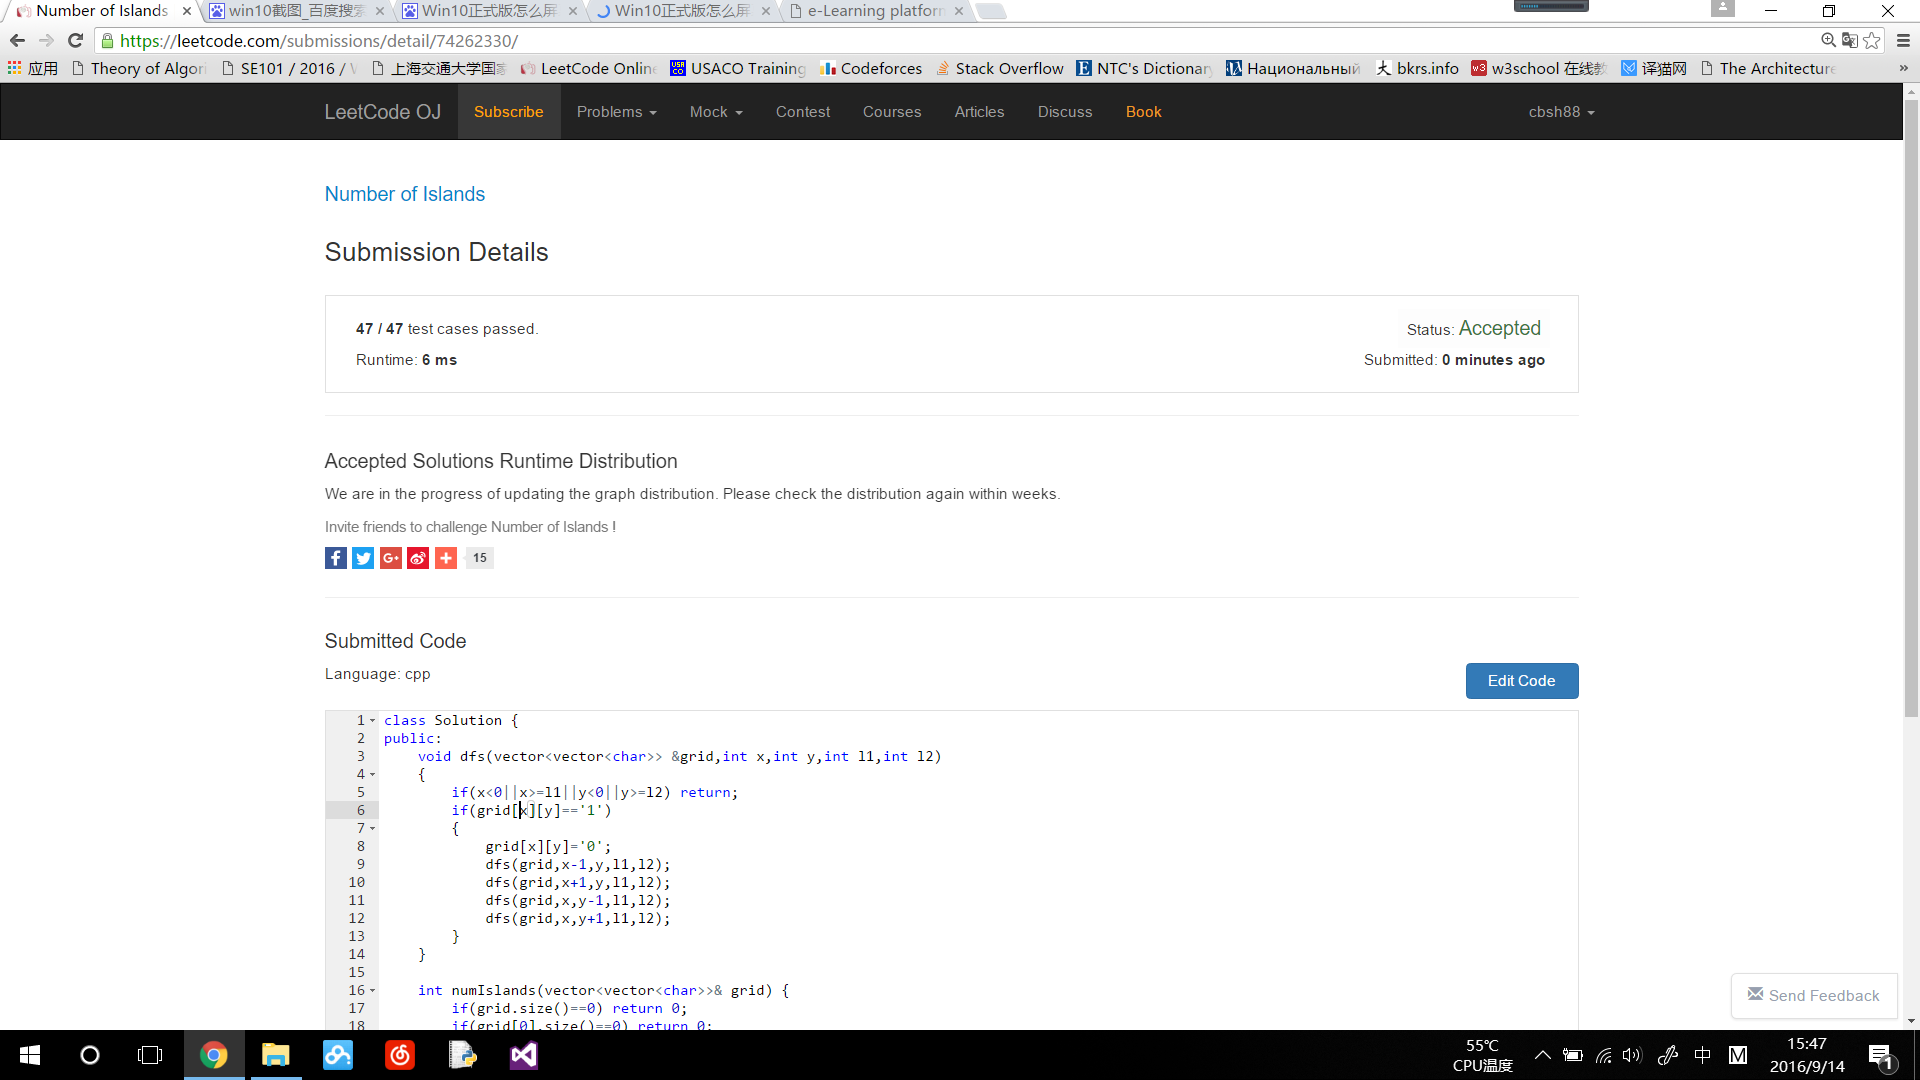 Number of Islands
win10截图_百度搜索
Win10正式版怎么屏
Win10正式版怎么屏
e-Learning platform
https://leetcode.com/submissions/detail/74262330/
应用
Theory of Algori
SE101 / 2016 /
上海交通大学国家
LeetCode Online
USACO Training
Codeforces
Stack Overflow
NTC's Dictionary
Национальный
bkrs.info
w3school 在线教
译猫网
The Architecture
»
LeetCode OJ
Subscribe
Problems
Mock
Contest
Courses
Articles
Discuss
Book
cbsh88
Number of Islands
Submission Details
47 / 47 test cases passed.
Status: Accepted
Runtime: 6 ms
Submitted: 0 minutes ago
Accepted Solutions Runtime Distribution
We are in the progress of updating the graph distribution. Please check the distribution again within weeks.
Invite friends to challenge Number of Islands !
15
Submitted Code
Language: cpp
Edit Code
1 class Solution {
2 public:
3 void dfs(vector<vector<char>> &grid,int x,int y,int l1,int l2)
4 {
5 if(x<0||x>=l1||y<0||y>=l2) return;
6 if(grid[x][y]=='1')
7 {
8 grid[x][y]='0';
9 dfs(grid,x-1,y,l1,l2);
10 dfs(grid,x+1,y,l1,l2);
11 dfs(grid,x,y-1,l1,l2);
12 dfs(grid,x,y+1,l1,l2);
13 }
14 }
15
16 int numIslands(vector<vector<char>>& grid) {
17 if(grid.size()==0) return 0;
18 if(grid[0].size()==0) return 0;
Send Feedback
55℃
CPU温度
中
M
15:47
2016/9/14
1